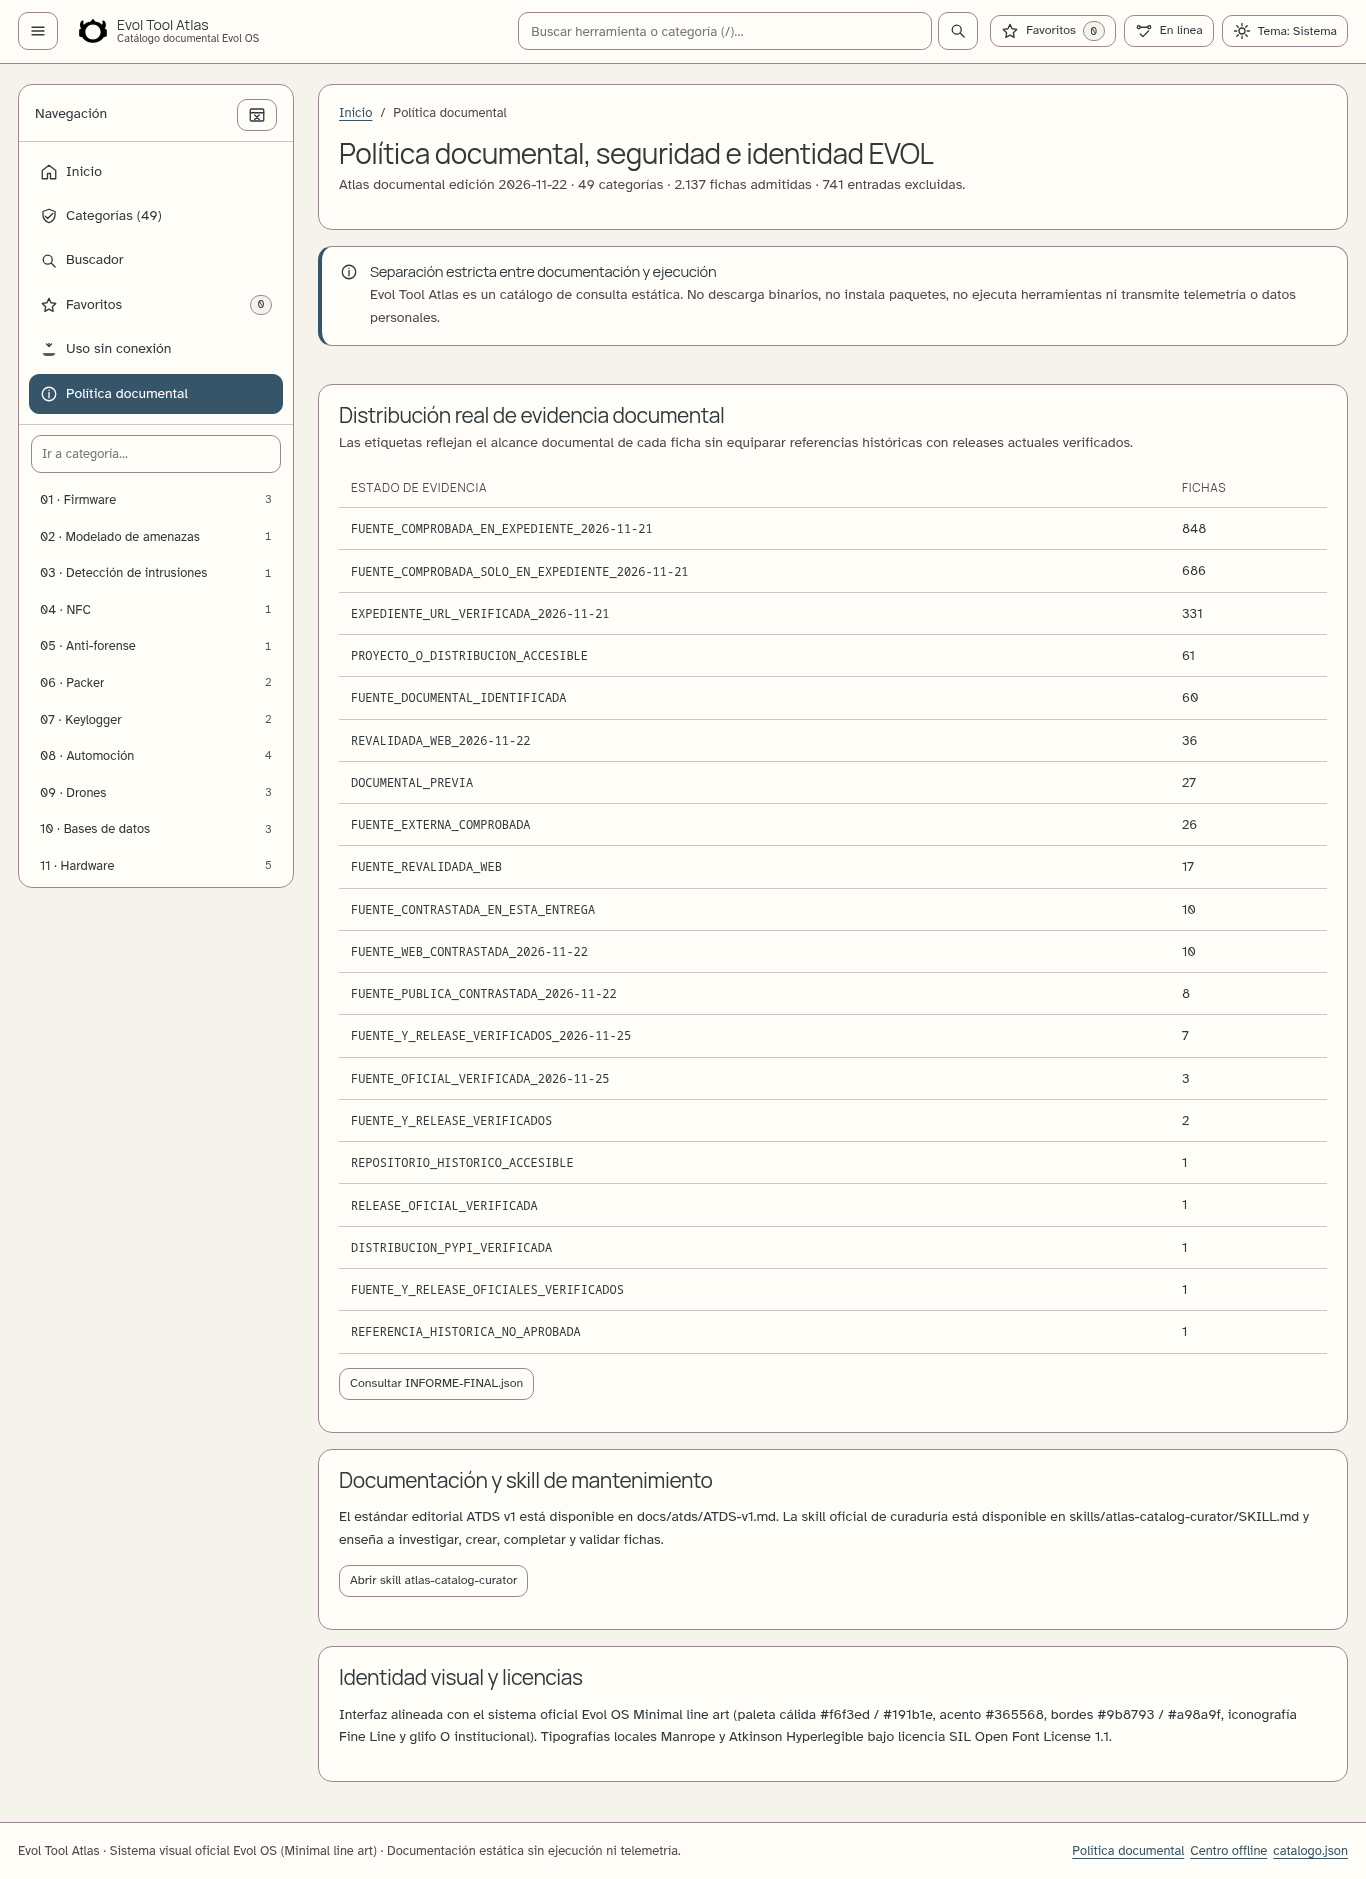 Evol Tool Atlas
Catálogo documental Evol OS
Buscar herramienta o categoría (/)...
Favoritos 0
En línea
Tema: Sistema
Navegación
Inicio
Categorías (49)
Buscador
Favoritos 0
Uso sin conexión
Política documental
Ir a categoría...
01 · Firmware 3
02 · Modelado de amenazas 1
03 · Detección de intrusiones 1
04 · NFC 1
05 · Anti-forense 1
06 · Packer 2
07 · Keylogger 2
08 · Automoción 4
09 · Drones 3
10 · Bases de datos 3
11 · Hardware 5
Inicio / Política documental
Política documental, seguridad e identidad EVOL
Atlas documental edición 2026-11-22 · 49 categorías · 2.137 fichas admitidas · 741 entradas excluidas.
Separación estricta entre documentación y ejecución
Evol Tool Atlas es un catálogo de consulta estática. No descarga binarios, no instala paquetes, no ejecuta herramientas ni transmite telemetría o datos
personales.
Distribución real de evidencia documental
Las etiquetas reflejan el alcance documental de cada ficha sin equiparar referencias históricas con releases actuales verificados.
ESTADO DE EVIDENCIA FICHAS
FUENTE_COMPROBADA_EN_EXPEDIENTE_2026-11-21 848
FUENTE_COMPROBADA_SOLO_EN_EXPEDIENTE_2026-11-21 686
EXPEDIENTE_URL_VERIFICADA_2026-11-21 331
PROYECTO_O_DISTRIBUCION_ACCESIBLE 61
FUENTE_DOCUMENTAL_IDENTIFICADA 60
REVALIDADA_WEB_2026-11-22 36
DOCUMENTAL_PREVIA 27
FUENTE_EXTERNA_COMPROBADA 26
FUENTE_REVALIDADA_WEB 17
FUENTE_CONTRASTADA_EN_ESTA_ENTREGA 10
FUENTE_WEB_CONTRASTADA_2026-11-22 10
FUENTE_PUBLICA_CONTRASTADA_2026-11-22 8
FUENTE_Y_RELEASE_VERIFICADOS_2026-11-25 7
FUENTE_OFICIAL_VERIFICADA_2026-11-25 3
FUENTE_Y_RELEASE_VERIFICADOS 2
REPOSITORIO_HISTORICO_ACCESIBLE 1
RELEASE_OFICIAL_VERIFICADA 1
DISTRIBUCION_PYPI_VERIFICADA 1
FUENTE_Y_RELEASE_OFICIALES_VERIFICADOS 1
REFERENCIA_HISTORICA_NO_APROBADA 1
Consultar INFORME-FINAL.json
Documentación y skill de mantenimiento
El estándar editorial ATDS v1 está disponible en docs/atds/ATDS-v1.md. La skill oficial de curaduría está disponible en skills/atlas-catalog-curator/SKILL.md y
enseña a investigar, crear, completar y validar fichas.
Abrir skill atlas-catalog-curator
Identidad visual y licencias
Interfaz alineada con el sistema oficial Evol OS Minimal line art (paleta cálida #f6f3ed / #191b1e, acento #365568, bordes #9b8793 / #a98a9f, iconografía
Fine Line y glifo O institucional). Tipografías locales Manrope y Atkinson Hyperlegible bajo licencia SIL Open Font License 1.1.
Evol Tool Atlas · Sistema visual oficial Evol OS (Minimal line art) · Documentación estática sin ejecución ni telemetría.
Política documental Centro offline catalogo.json